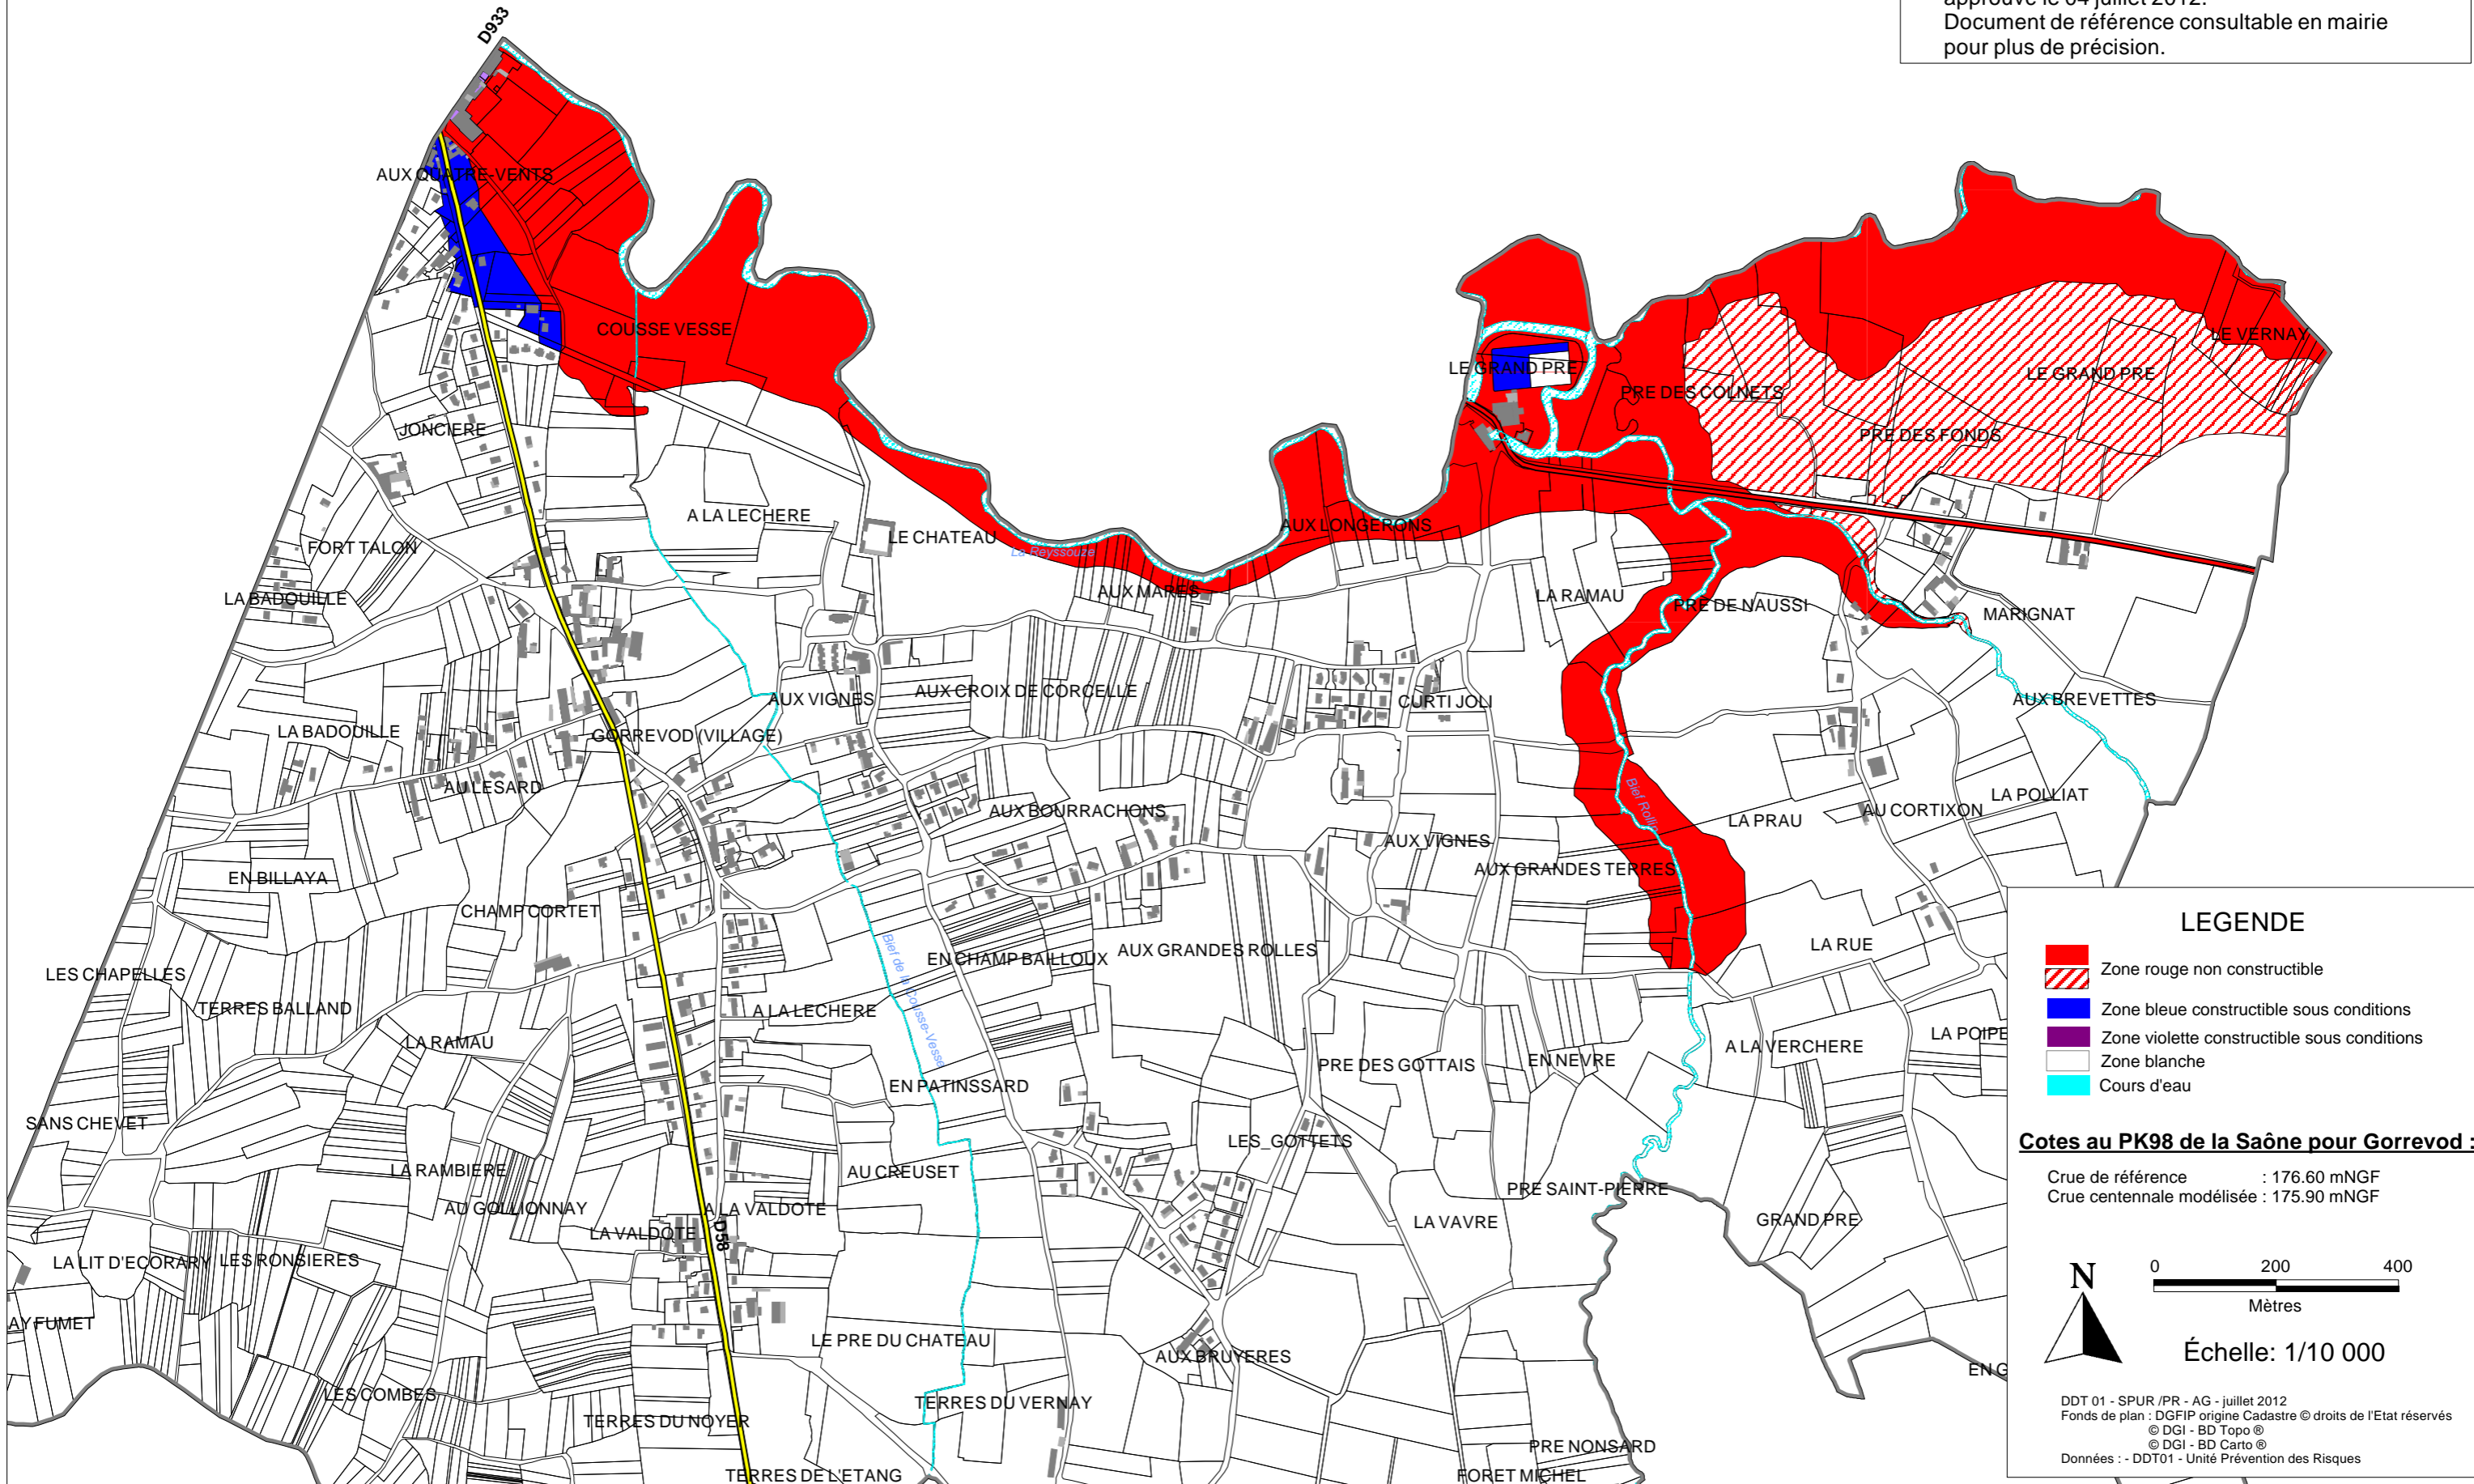 approuvé le 04 juillet 2012.
Document de référence consultable en mairie
pour plus de précision.
D933
AUX QUATRE-VENTS
COUSSE VESSE
LE GRAND PRE
PRE DES COLNETS
LE VERNAY
LE GRAND PRE
PRE DES FONDS
JONCIERE
A LA LECHERE
LE CHATEAU
La Reyssouze
AUX LONGERONS
FORT TALON
LA BADOUILLE
AUX MARES
LA RAMAU
PRE DE NAUSSI
MARIGNAT
AUX VIGNES
AUX CROIX DE CORCELLE
CURTI JOLI
AUX BREVETTES
LA BADOUILLE
GORREVOD (VILLAGE)
AU LESARD
AUX BOURRACHONS
Bief Rollin
LA POLLIAT
LA PRAU
AU CORTIXON
AUX VIGNES
AUX GRANDES TERRES
EN BILLAYA
CHAMP CORTET
LES CHAPELLES
TERRES BALLAND
EN CHAMP BAILLOUX
AUX GRANDES ROLLES
LA RUE
Bief de la Cousse-Vesse
A LA LECHERE
LA RAMAU
LA POIPE
A LA VERCHERE
EN NEVRE
PRE DES GOTTAIS
EN PATINSSARD
SANS CHEVET
LES_GOTTETS
LA RAMBIERE
AU CREUSET
PRE SAINT-PIERRE
AU GOLLIONNAY
A LA VALDOTE
LA VAVRE
GRAND PRE
LA VALDOTE
D58
LA LIT D'ECORARY
LES RONSIERES
AY FUMET
LE PRE DU CHATEAU
AUX BRUYERES
EN G
LES COMBES
TERRES DU VERNAY
TERRES DU NOYER
PRE NONSARD
TERRES DE L'ETANG
FORET MICHEL
LEGENDE
Zone rouge non constructible
Zone bleue constructible sous conditions
Zone violette constructible sous conditions
Zone blanche
Cours d'eau
Cotes au PK98 de la Saône pour Gorrevod :
Crue de référence : 176.60 mNGF
Crue centennale modélisée : 175.90 mNGF
N
0 200 400
Mètres
Échelle: 1/10 000
DDT 01 - SPUR /PR - AG - juillet 2012
Fonds de plan : DGFIP origine Cadastre © droits de l'Etat réservés
© DGI - BD Topo ®
© DGI - BD Carto ®
Données : - DDT01 - Unité Prévention des Risques